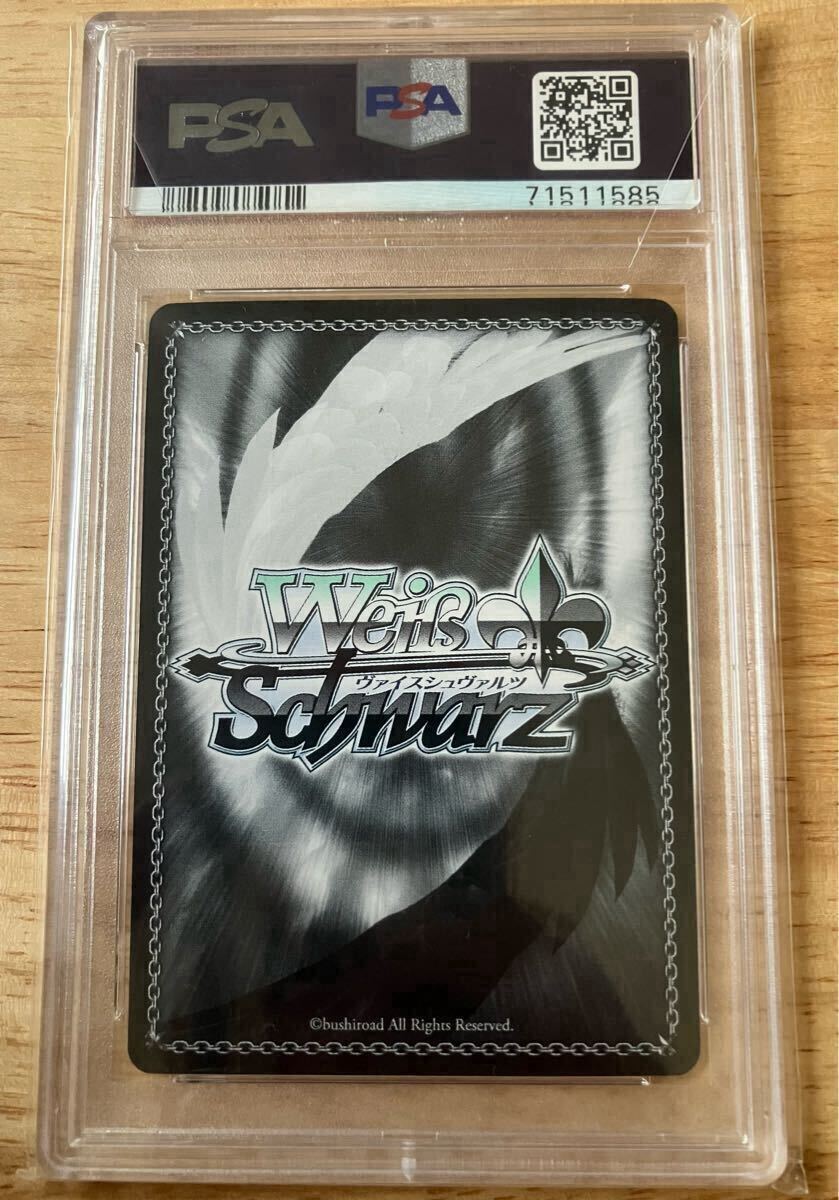 PSA
PSA
71511585
Weiß
ヴァイスシュヴァルツ
Schwarz
©bushiroad All Rights Reserved.